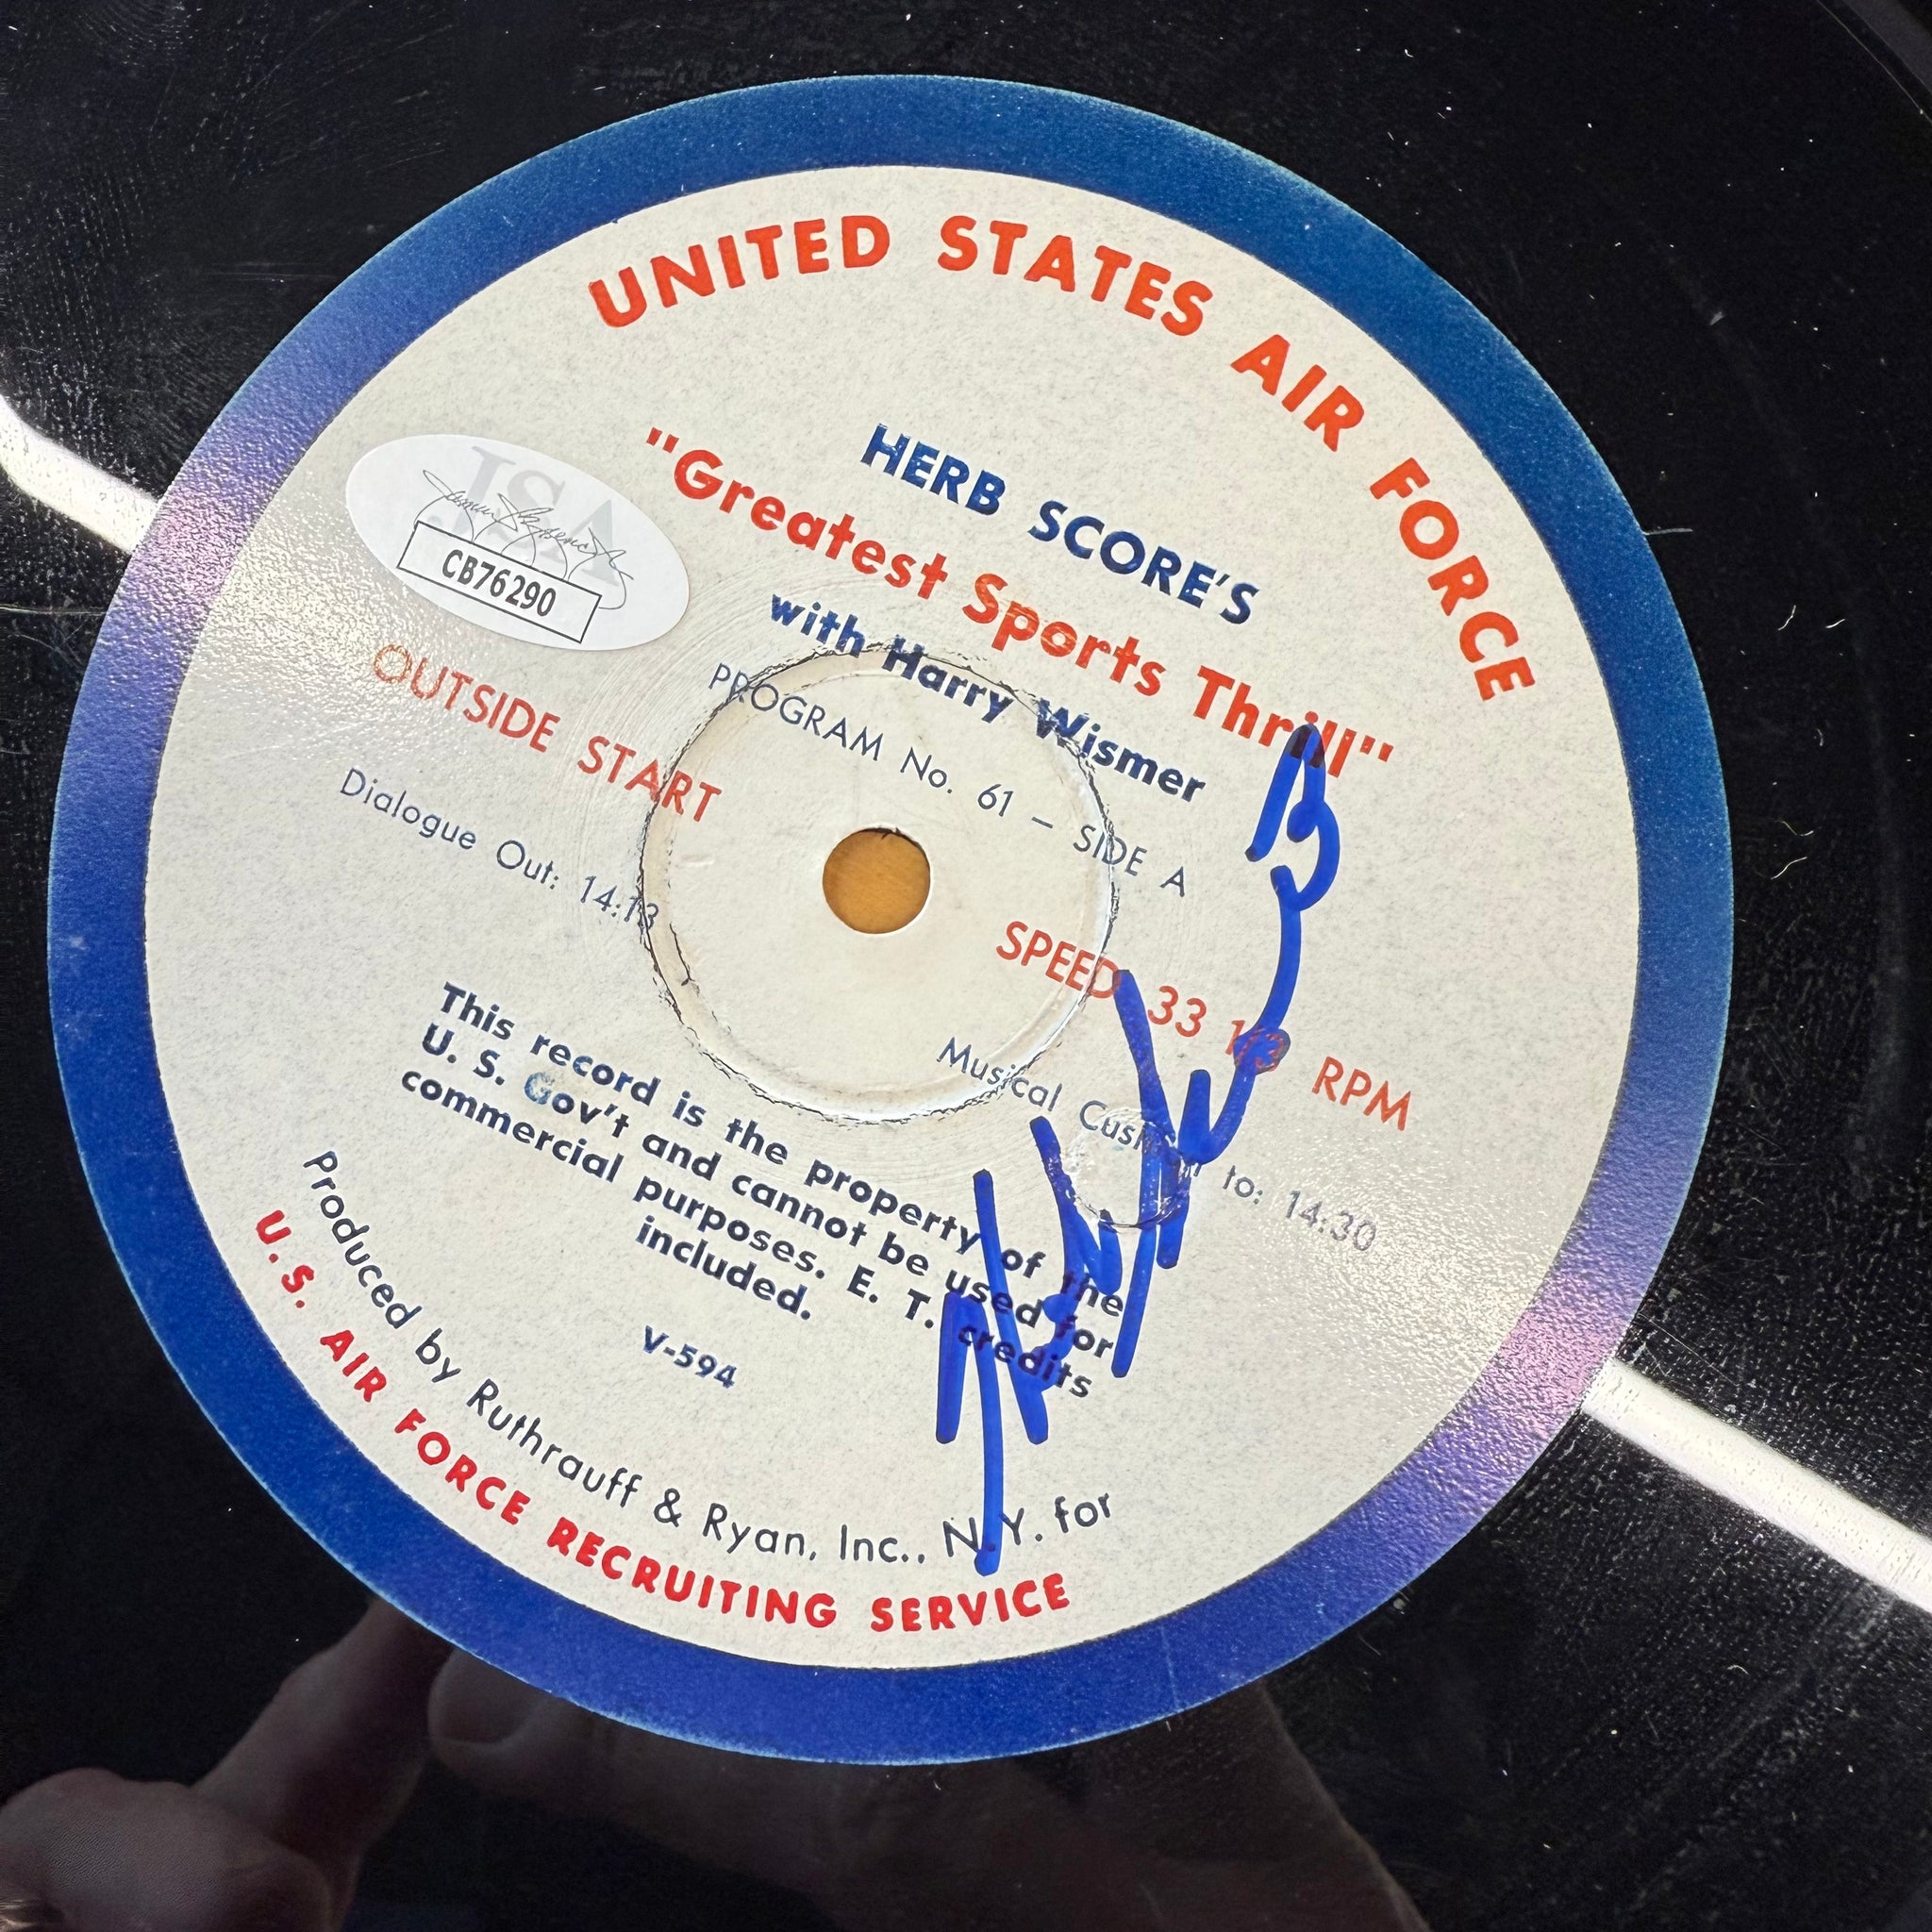 UNITED STATES AIR FORCE
HERB SCORE'S
"Greatest Sports Thrill"
with Harry Wismer
PROGRAM No. 61 – SIDE A
JSA
CB76290
OUTSIDE START
Dialogue Out: 14:13
SPEED 33 1/3 RPM
Musical to: 14:30
This record is the property of the
U. S. Gov't and cannot be used for
commercial purposes. E. T. credits
included.
V-594
Produced by Ruthrauff & Ryan, Inc., N.Y. for
U.S. AIR FORCE RECRUITING SERVICE
Herb Score